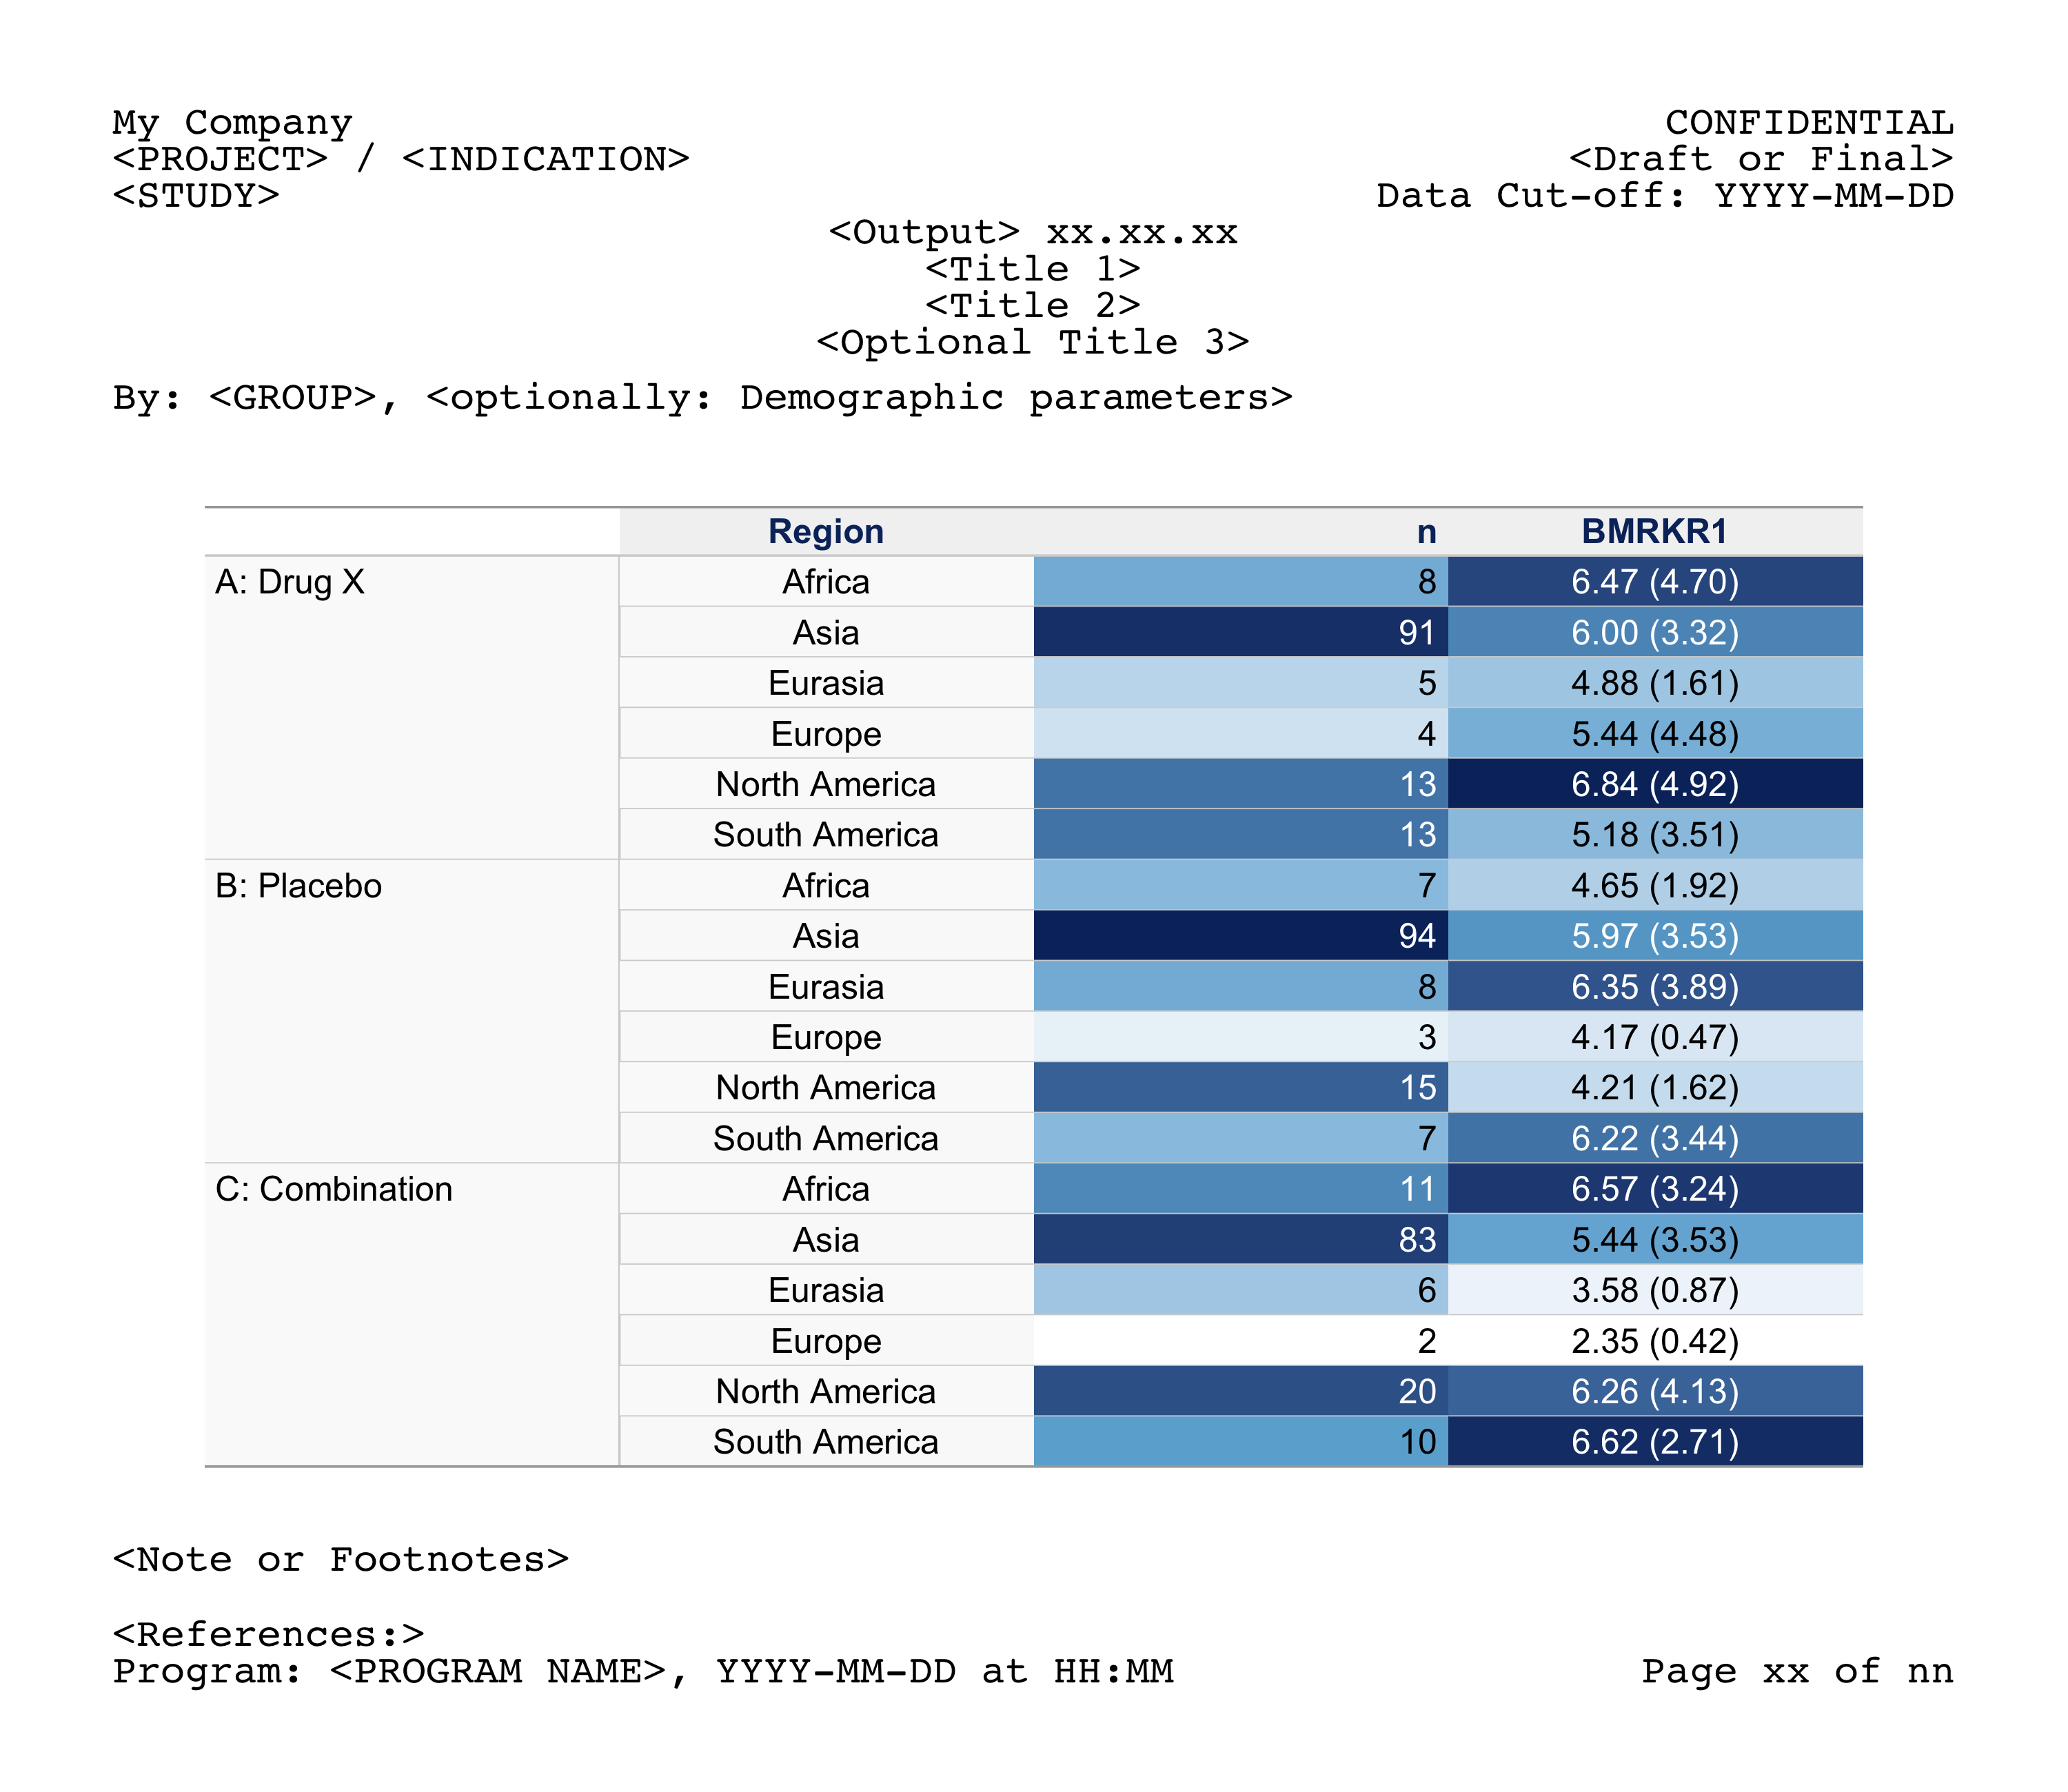 My Company CONFIDENTIAL
<PROJECT> / <INDICATION> <Draft or Final>
<STUDY> Data Cut-off: YYYY-MM-DD
<Output> xx.xx.xx
<Title 1>
<Title 2>
<Optional Title 3>
By: <GROUP>, <optionally: Demographic parameters>
Region n BMRKR1
A: Drug X Africa 8 6.47 (4.70)
Asia 91 6.00 (3.32)
Eurasia 5 4.88 (1.61)
Europe 4 5.44 (4.48)
North America 13 6.84 (4.92)
South America 13 5.18 (3.51)
B: Placebo Africa 7 4.65 (1.92)
Asia 94 5.97 (3.53)
Eurasia 8 6.35 (3.89)
Europe 3 4.17 (0.47)
North America 15 4.21 (1.62)
South America 7 6.22 (3.44)
C: Combination Africa 11 6.57 (3.24)
Asia 83 5.44 (3.53)
Eurasia 6 3.58 (0.87)
Europe 2 2.35 (0.42)
North America 20 6.26 (4.13)
South America 10 6.62 (2.71)
<Note or Footnotes>
<References:>
Program: <PROGRAM NAME>, YYYY-MM-DD at HH:MM Page xx of nn